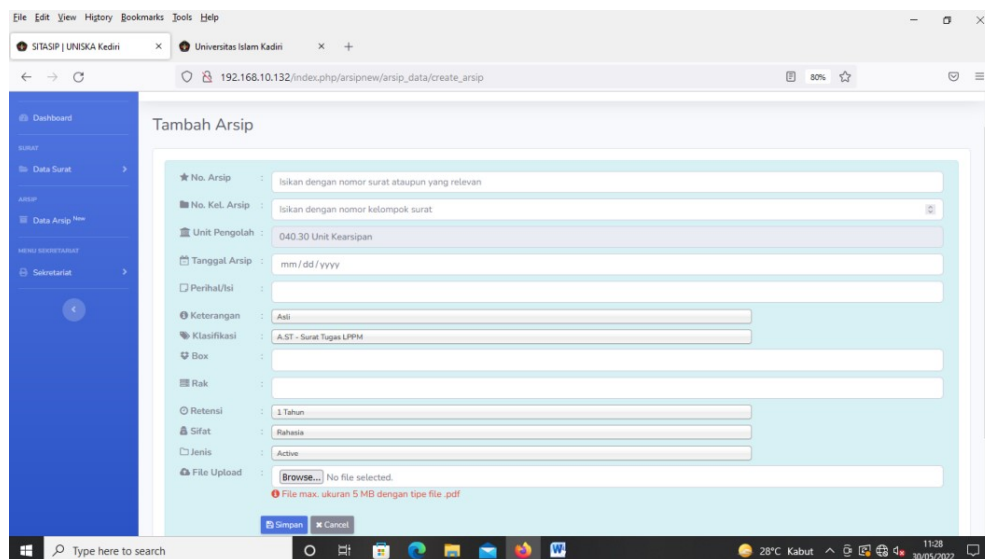 File Edit View History Bookmarks Tools Help
SITASIP | UNISKA Kediri
Universitas Islam Kadiri
192.168.10.132/index.php/arsipnew/arsip_data/create_arsip
80%
Dashboard
SURAT
Data Surat
ARSIP
Data Arsip New
MENU SEKRETARIAT
Sekretariat
Tambah Arsip
No. Arsip : Isikan dengan nomor surat ataupun yang relevan
No. Kel. Arsip : Isikan dengan nomor kelompok surat
Unit Pengolah : 040.30 Unit Kearsipan
Tanggal Arsip : mm/dd/yyyy
Perihal/Isi :
Keterangan : Asli
Klasifikasi : A.ST - Surat Tugas LPPM
Box :
Rak :
Retensi : 1 Tahun
Sifat : Rahasia
Jenis : Active
File Upload : Browse... No file selected.
File max. ukuran 5 MB dengan tipe file .pdf
Simpan
Cancel
Type here to search
28°C Kabut
11:28
30/05/2022